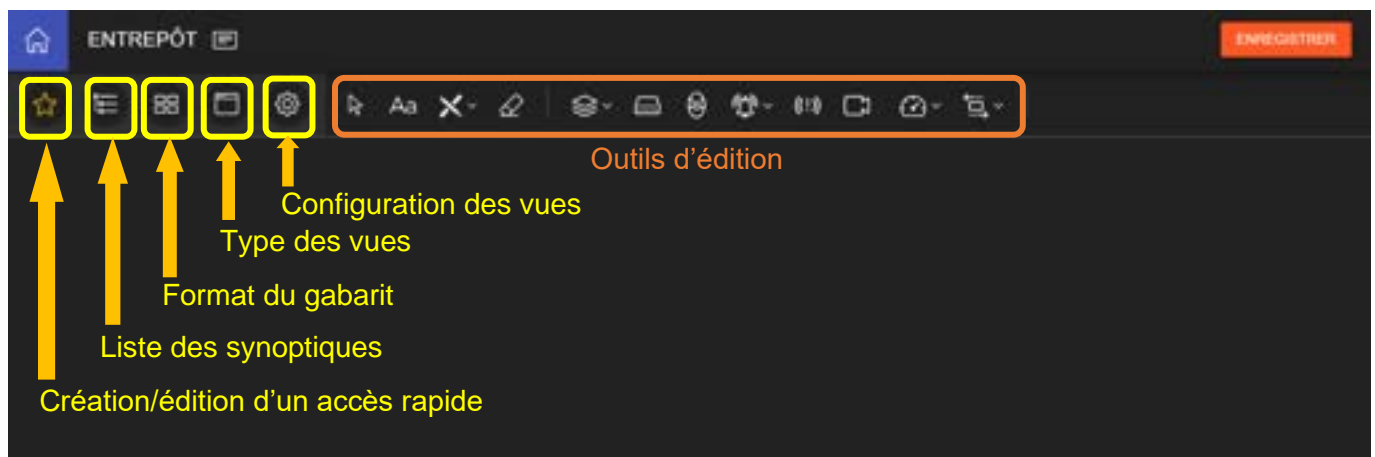 ENTREPÔT
ENREGISTRER
Aa
Outils d’édition
Configuration des vues
Type des vues
Format du gabarit
Liste des synoptiques
Création/édition d’un accès rapide